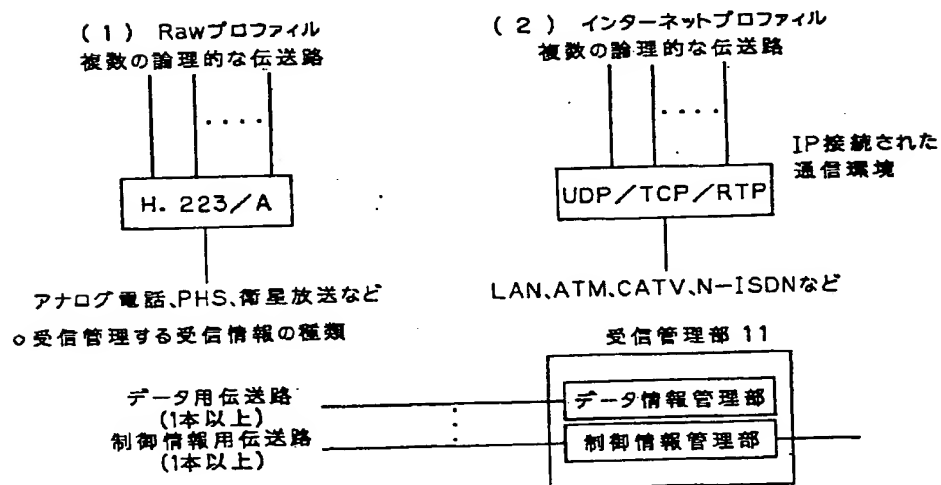 (1) Rawプロファィル
複数の論理的な伝送路
‥‥
H. 223/A
アナログ電話、PHS、衛星放送など
(2) インターネットプロファィル
複数の論理的な伝送路
‥‥
UDP/TCP/RTP
IP接続された
通信環境
LAN、ATM、CATV、N-ISDNなど
o受信管理する受信情報の種類
受信管理部 11
データ用伝送路
(1本以上)
データ情報管理部
制御情報用伝送路
(1本以上)
制御情報管理部